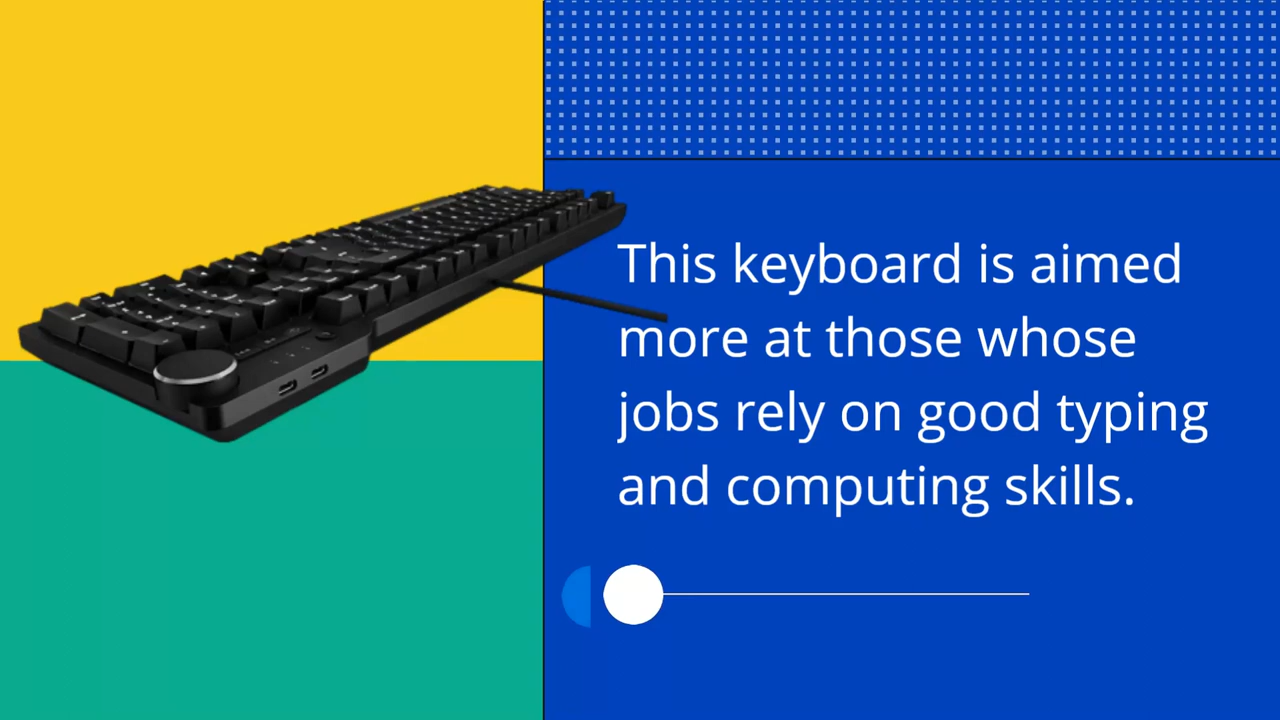 This keyboard is aimed
more at those whose
jobs rely on good typing
and computing skills.